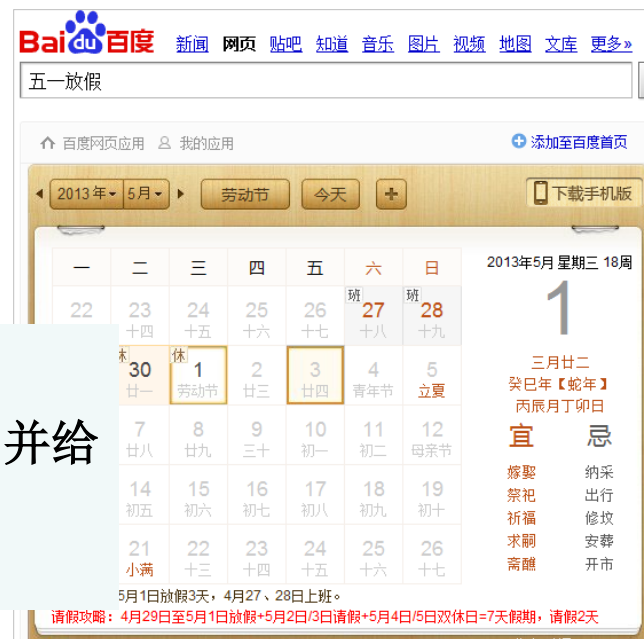 Bai du 百度 新闻 网页 贴吧 知道 音乐 图片 视频 地图 文库 更多»
五一放假
百度网页应用 我的应用 添加至百度首页
2013年 5月 劳动节 今天 + 下载手机版
一 二 三 四 五 六 日
22 23 24 25 26 班 27 班 28
十四 十五 十六 十七 十八 十九
休 30 休 1 2 3 4 5
廿一 劳动节 廿三 廿四 青年节 立夏
7 8 9 10 11 12
廿八 廿九 三十 初一 初二 母亲节
14 15 16 17 18 19
初五 初六 初七 初八 初九 初十
21 22 23 24 25 26
小满 十三 十四 十五 十六 十七
2013年5月 星期三 18周
1
三月廿二
癸巳年【蛇年】
丙辰月丁卯日
宜 忌
嫁娶 纳采
祭祀 出行
祈福 修坟
求嗣 安葬
斋醮 开市
并给
5月1日放假3天，4月27、28日上班。
请假攻略：4月29日至5月1日放假+5月2日/3日请假+5月4日/5日双休日=7天假期，请假2天